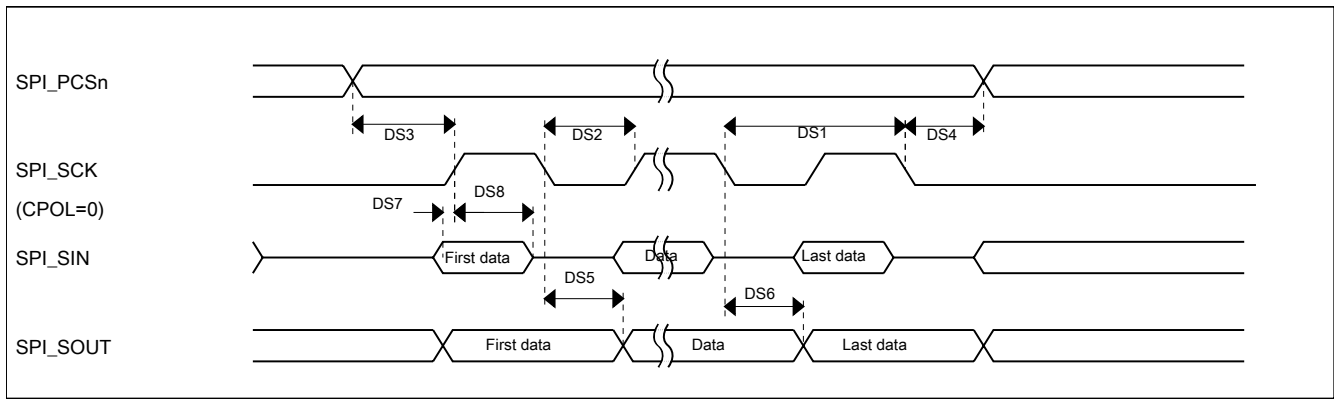 SPI_PCSn
DS3
DS2
DS1
DS4
SPI_SCK
(CPOL=0)
DS7
DS8
SPI_SIN
First data
Data
Last data
DS5
DS6
SPI_SOUT
First data
Data
Last data